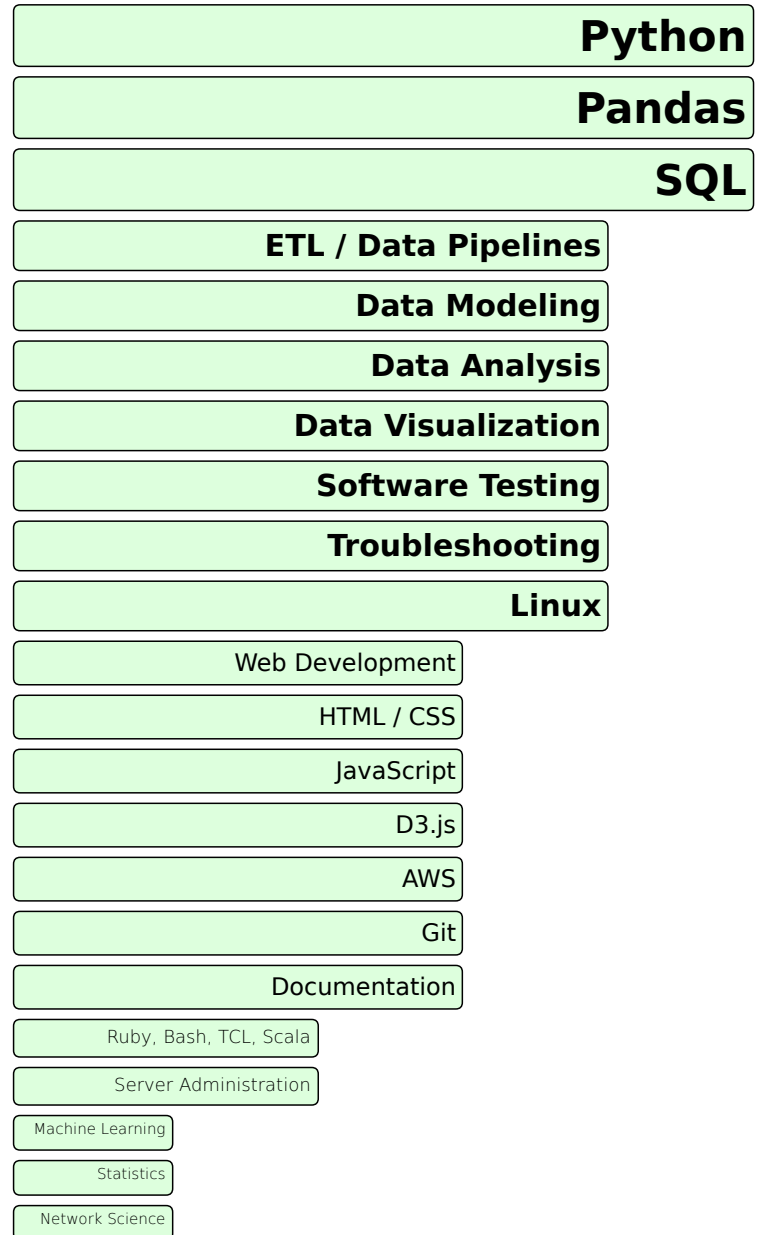 Python
Pandas
SQL
ETL / Data Pipelines
Data Modeling
Data Analysis
Data Visualization
Software Testing
Troubleshooting
Linux
Web Development
HTML / CSS
JavaScript
D3.js
AWS
Git
Documentation
Ruby, Bash, TCL, Scala
Server Administration
Machine Learning
Statistics
Network Science